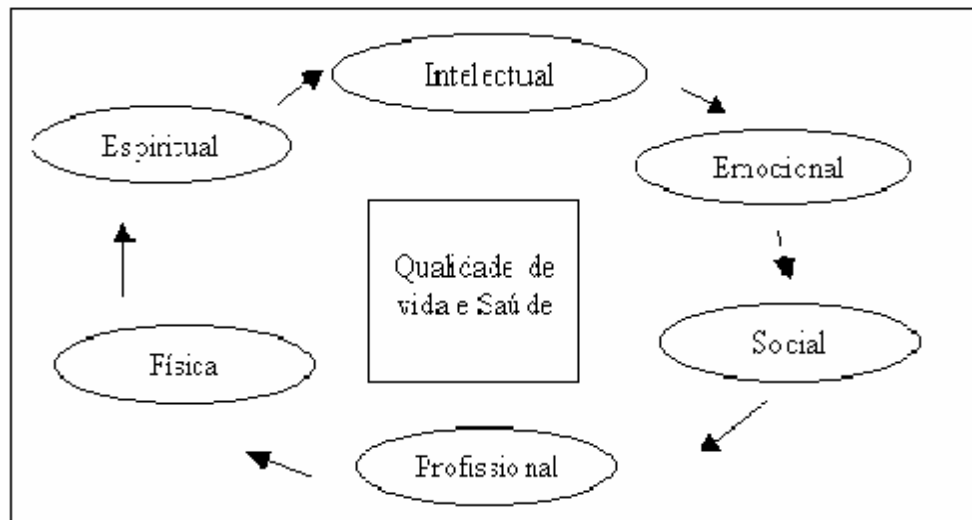 Intelectual
Espiritual
Emocional
Qualidade de
vida e Saúde
Social
Física
Profissional